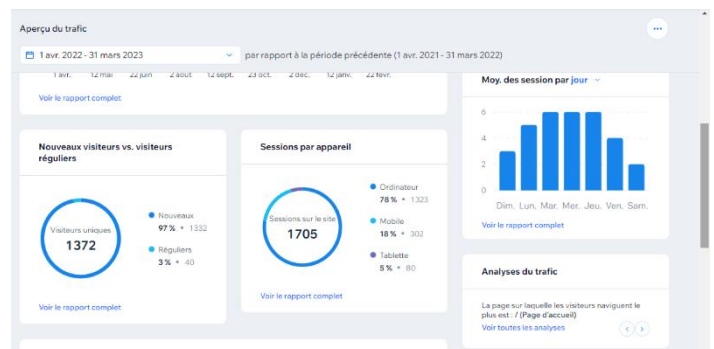 Aperçu du trafic
1 avr. 2022 - 31 mars 2023
par rapport à la période précédente (1 avr. 2021 - 31 mars 2022)
1 avr. 12 mai 22 juin 2 août 12 sept. 23 oct. 2 déc. 12 janv. 22 févr.
Voir le rapport complet
Nouveaux visiteurs vs. visiteurs
réguliers
Visiteurs uniques
1372
Nouveaux
97 % • 1332
Réguliers
3 % • 40
Voir le rapport complet
Sessions par appareil
Sessions sur le site
1705
Ordinateur
78 % • 1323
Mobile
18 % • 302
Tablette
5 % • 80
Voir le rapport complet
Moy. des session par jour
6
4
2
0
Dim. Lun. Mar. Mer. Jeu. Ven. Sam.
Voir le rapport complet
Analyses du trafic
La page sur laquelle les visiteurs naviguent le
plus est : / (Page d'accueil)
Voir toutes les analyses